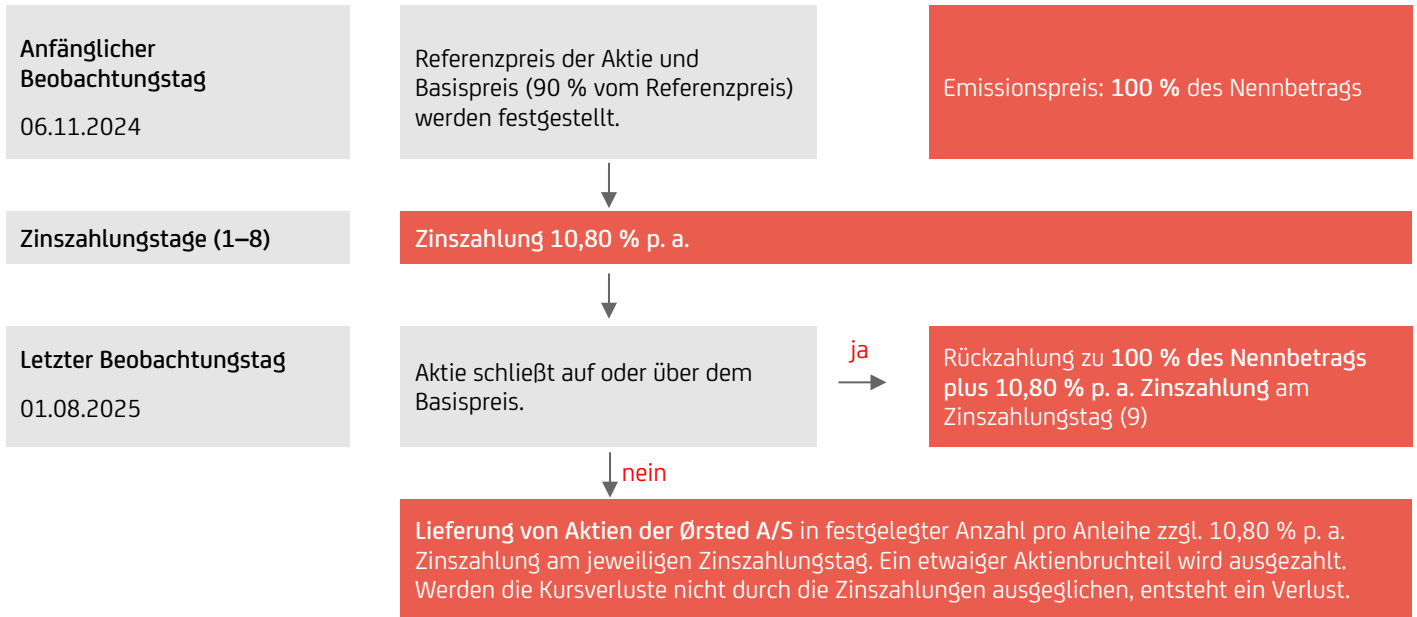 Anfänglicher
Beobachtungstag
06.11.2024
Referenzpreis der Aktie und
Basispreis (90 % vom Referenzpreis)
werden festgestellt.
Emissionspreis: 100 % des Nennbetrags
Zinszahlungstage (1–8)
Zinszahlung 10,80 % p. a.
Letzter Beobachtungstag
01.08.2025
Aktie schließt auf oder über dem
Basispreis.
ja
Rückzahlung zu 100 % des Nennbetrags
plus 10,80 % p. a. Zinszahlung am
Zinszahlungstag (9)
nein
Lieferung von Aktien der Ørsted A/S in festgelegter Anzahl pro Anleihe zzgl. 10,80 % p. a.
Zinszahlung am jeweiligen Zinszahlungstag. Ein etwaiger Aktienbruchteil wird ausgezahlt.
Werden die Kursverluste nicht durch die Zinszahlungen ausgeglichen, entsteht ein Verlust.